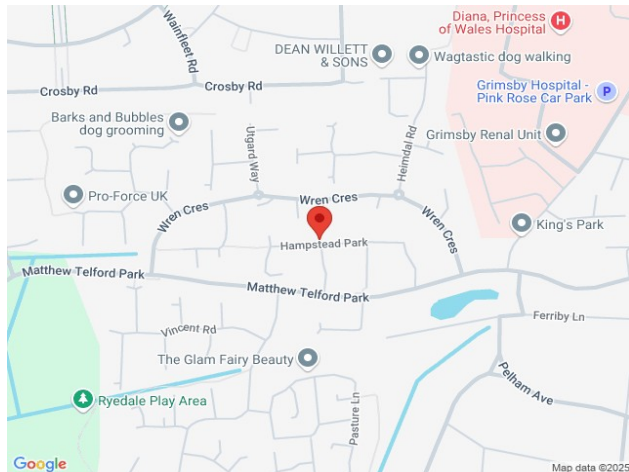 Diana, Princess
of Wales Hospital
H
Wainfleet Rd
DEAN WILLETT
& SONS
Wagtastic dog walking
Crosby Rd
Crosby Rd
Grimsby Hospital -
Pink Rose Car Park
P
Barks and Bubbles
dog grooming
Utgard Way
Heimdal Rd
Grimsby Renal Unit
Pro-Force UK
Wren Cres
Wren Cres
Wren Cres
King's Park
Hampstead Park
Matthew Telford Park
Matthew Telford Park
Ferriby Ln
Vincent Rd
The Glam Fairy Beauty
Pelham Ave
Ryedale Play Area
Pasture Ln
Google
Map data ©2025